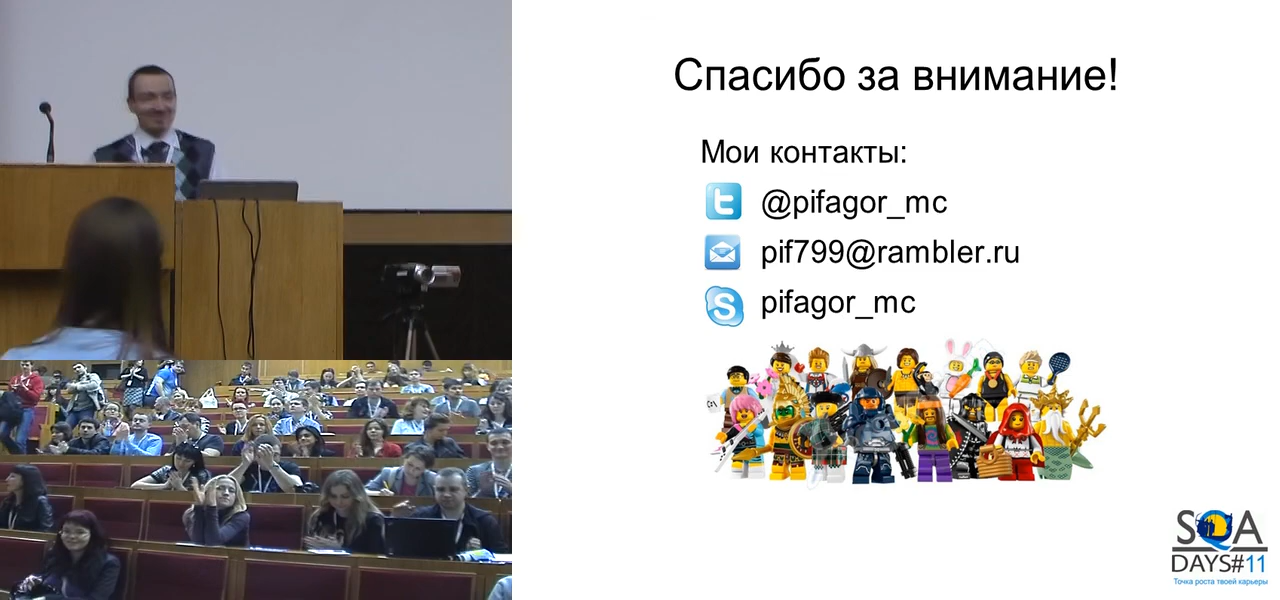 Спасибо за внимание!
Мои контакты:
@pifagor_mc
pif799@rambler.ru
pifagor_mc
SQA
DAYS#11
Точка роста твоей карьеры